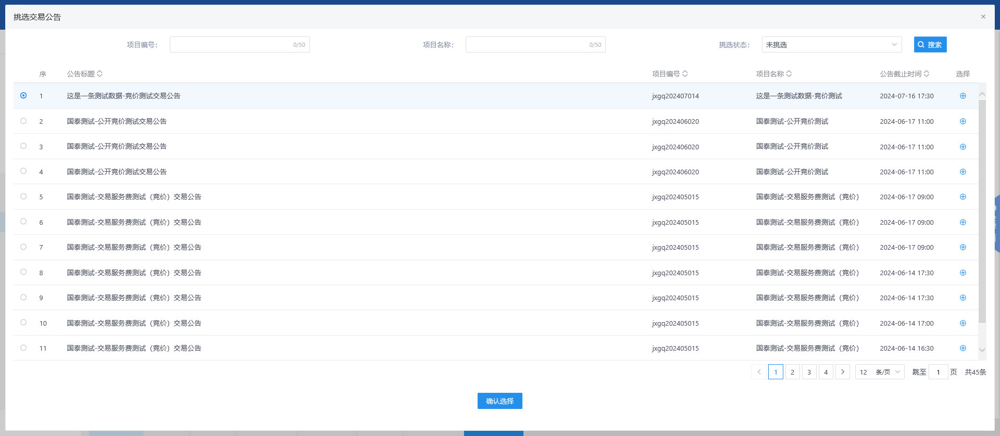 挑选交易公告
项目编号： 0/50 项目名称： 0/50 挑选状态： 未挑选 搜索
序 公告标题 项目编号 项目名称 公告截止时间 选择
1 这是一条测试数据-竞价测试交易公告 jxgq202407014 这是一条测试数据-竞价测试 2024-07-16 17:30
2 国泰测试-公开竞价测试交易公告 jxgq202406020 国泰测试-公开竞价测试 2024-06-17 11:00
3 国泰测试-公开竞价测试交易公告 jxgq202406020 国泰测试-公开竞价测试 2024-06-17 11:00
4 国泰测试-公开竞价测试交易公告 jxgq202406020 国泰测试-公开竞价测试 2024-06-17 11:00
5 国泰测试-交易服务费测试（竞价）交易公告 jxgq202405015 国泰测试-交易服务费测试（竞价） 2024-06-17 09:00
6 国泰测试-交易服务费测试（竞价）交易公告 jxgq202405015 国泰测试-交易服务费测试（竞价） 2024-06-17 09:00
7 国泰测试-交易服务费测试（竞价）交易公告 jxgq202405015 国泰测试-交易服务费测试（竞价） 2024-06-17 09:00
8 国泰测试-交易服务费测试（竞价）交易公告 jxgq202405015 国泰测试-交易服务费测试（竞价） 2024-06-14 17:30
9 国泰测试-交易服务费测试（竞价）交易公告 jxgq202405015 国泰测试-交易服务费测试（竞价） 2024-06-14 17:30
10 国泰测试-交易服务费测试（竞价）交易公告 jxgq202405015 国泰测试-交易服务费测试（竞价） 2024-06-14 17:00
11 国泰测试-交易服务费测试（竞价）交易公告 jxgq202405015 国泰测试-交易服务费测试（竞价） 2024-06-14 16:30
1 2 3 4 12 条/页 跳至 1 页 共45条
确认选择